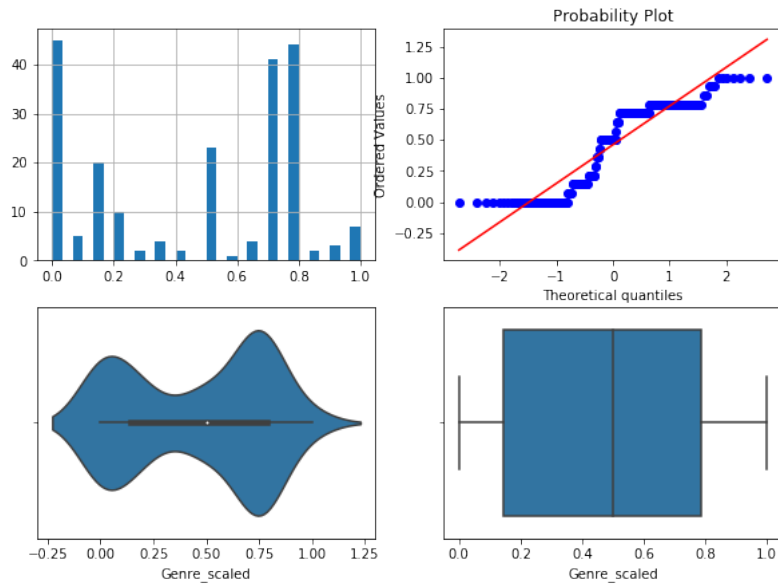 40
30
20
10
0
0.0 0.2 0.4 0.6 0.8 1.0
Probability Plot
1.25
1.00
0.75
0.50
0.25
0.00
−0.25
Ordered Values
−2 −1 0 1 2
Theoretical quantiles
−0.25 0.00 0.25 0.50 0.75 1.00 1.25
Genre_scaled
0.0 0.2 0.4 0.6 0.8 1.0
Genre_scaled